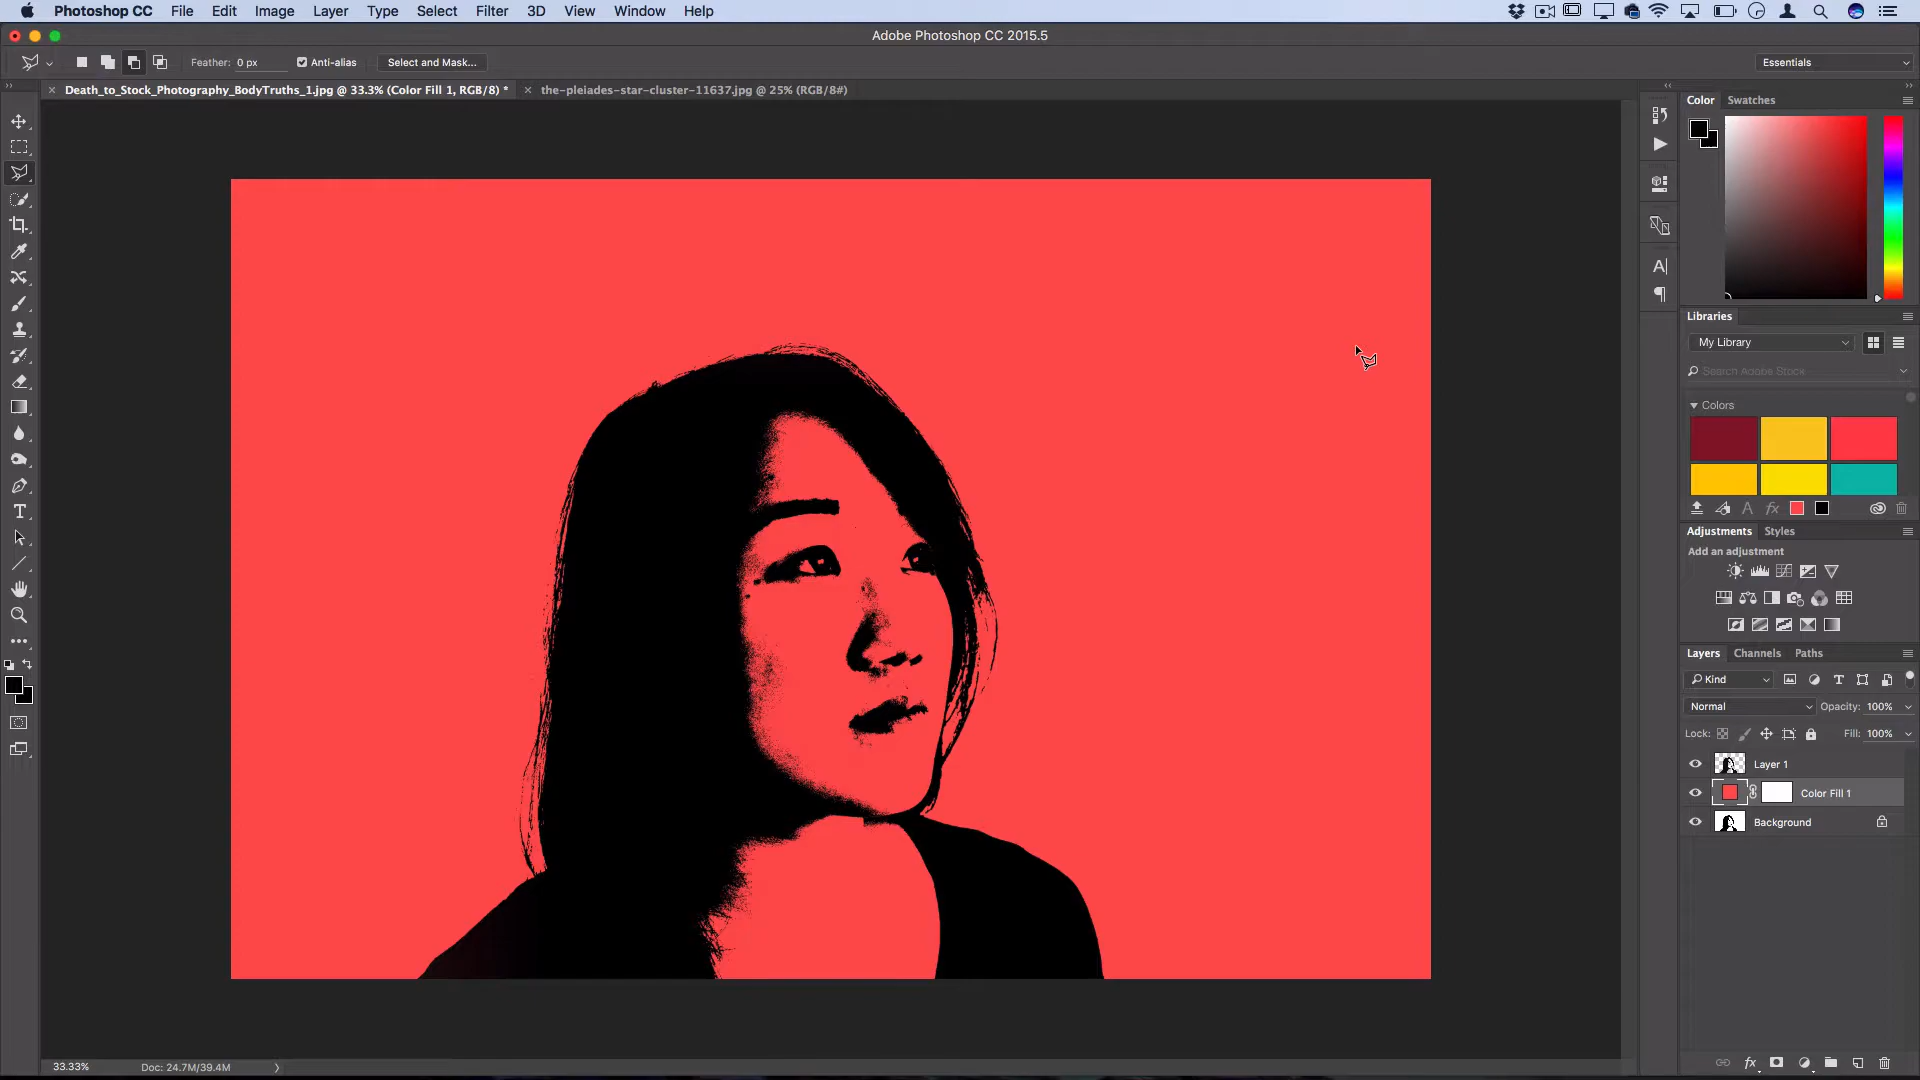 Photoshop CC File Edit Image Layer Type Select Filter 3D View Window Help
Adobe Photoshop CC 2015.5
Feather: 0 px Anti-alias Select and Mask... Essentials
Death_to_Stock_Photography_BodyTruths_1.jpg @ 33.3% (Color Fill 1, RGB/8) * the-pleiades-star-cluster-11637.jpg @ 25% (RGB/8#)
Color Swatches
Libraries
My Library
Search Adobe Stock
Colors
Adjustments Styles
Add an adjustment
Layers Channels Paths
Kind
Normal Opacity: 100%
Lock: Fill: 100%
Layer 1
Color Fill 1
Background
33.33% Doc: 24.7M/39.4M